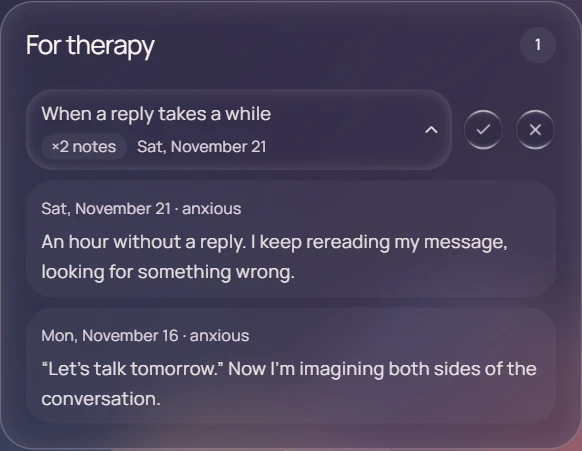 For therapy
1
When a reply takes a while
×2 notes
Sat, November 21
Sat, November 21 · anxious
An hour without a reply. I keep rereading my message,
looking for something wrong.
Mon, November 16 · anxious
“Let’s talk tomorrow.” Now I’m imagining both sides of the
conversation.